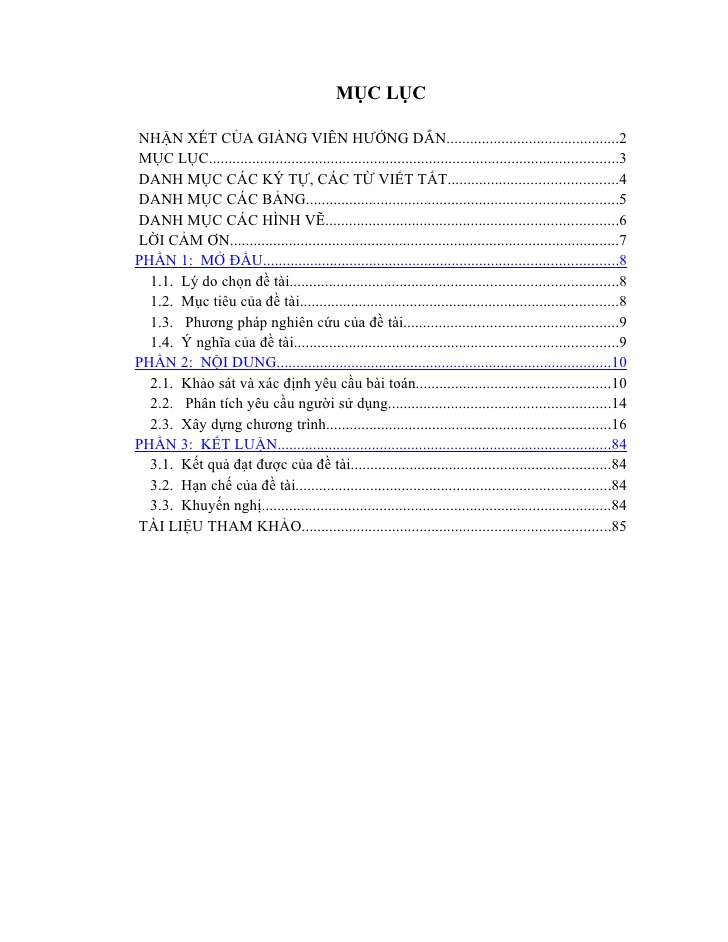 MỤC LỤC
NHẬN XÉT CỦA GIẢNG VIÊN HƯỚNG DẪN............................................2
MỤC LỤC.........................................................................................................3
DANH MỤC CÁC KÝ TỰ, CÁC TỪ VIẾT TẮT............................................4
DANH MỤC CÁC BẢNG................................................................................5
DANH MỤC CÁC HÌNH VẼ...........................................................................6
LỜI CẢM ƠN...................................................................................................7
PHẦN 1: MỞ ĐẦU...........................................................................................8
1.1. Lý do chọn đề tài....................................................................................8
1.2. Mục tiêu của đề tài.................................................................................8
1.3. Phương pháp nghiên cứu của đề tài.......................................................9
1.4. Ý nghĩa của đề tài...................................................................................9
PHẦN 2: NỘI DUNG.....................................................................................10
2.1. Khảo sát và xác định yêu cầu bài toán..................................................10
2.2. Phân tích yêu cầu người sử dụng.........................................................14
2.3. Xây dựng chương trình.........................................................................16
PHẦN 3: KẾT LUẬN.....................................................................................84
3.1. Kết quả đạt được của đề tài..................................................................84
3.2. Hạn chế của đề tài................................................................................84
3.3. Khuyến nghị.........................................................................................84
TÀI LIỆU THAM KHẢO...............................................................................85